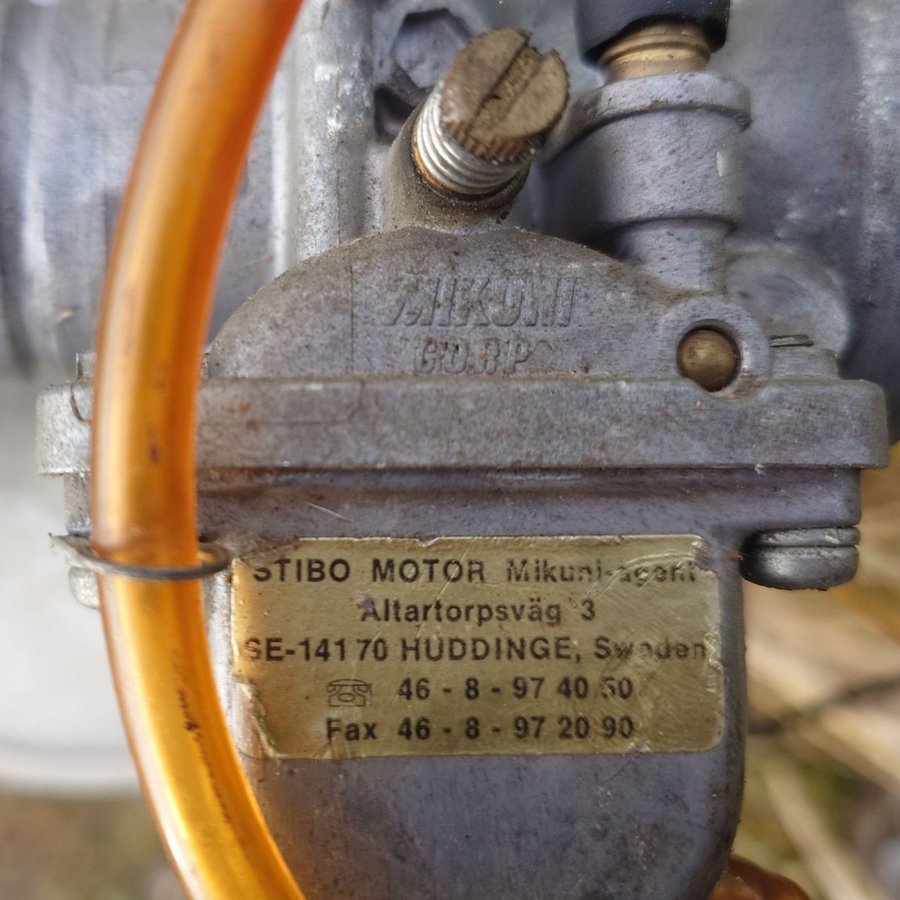 MIKUNI
CORP
STIBO MOTOR Mikuni-agent
Altartorpsväg 3
SE-141 70 HUDDINGE, Sweden
46 - 8 - 97 40 50
Fax 46 - 8 - 97 20 90